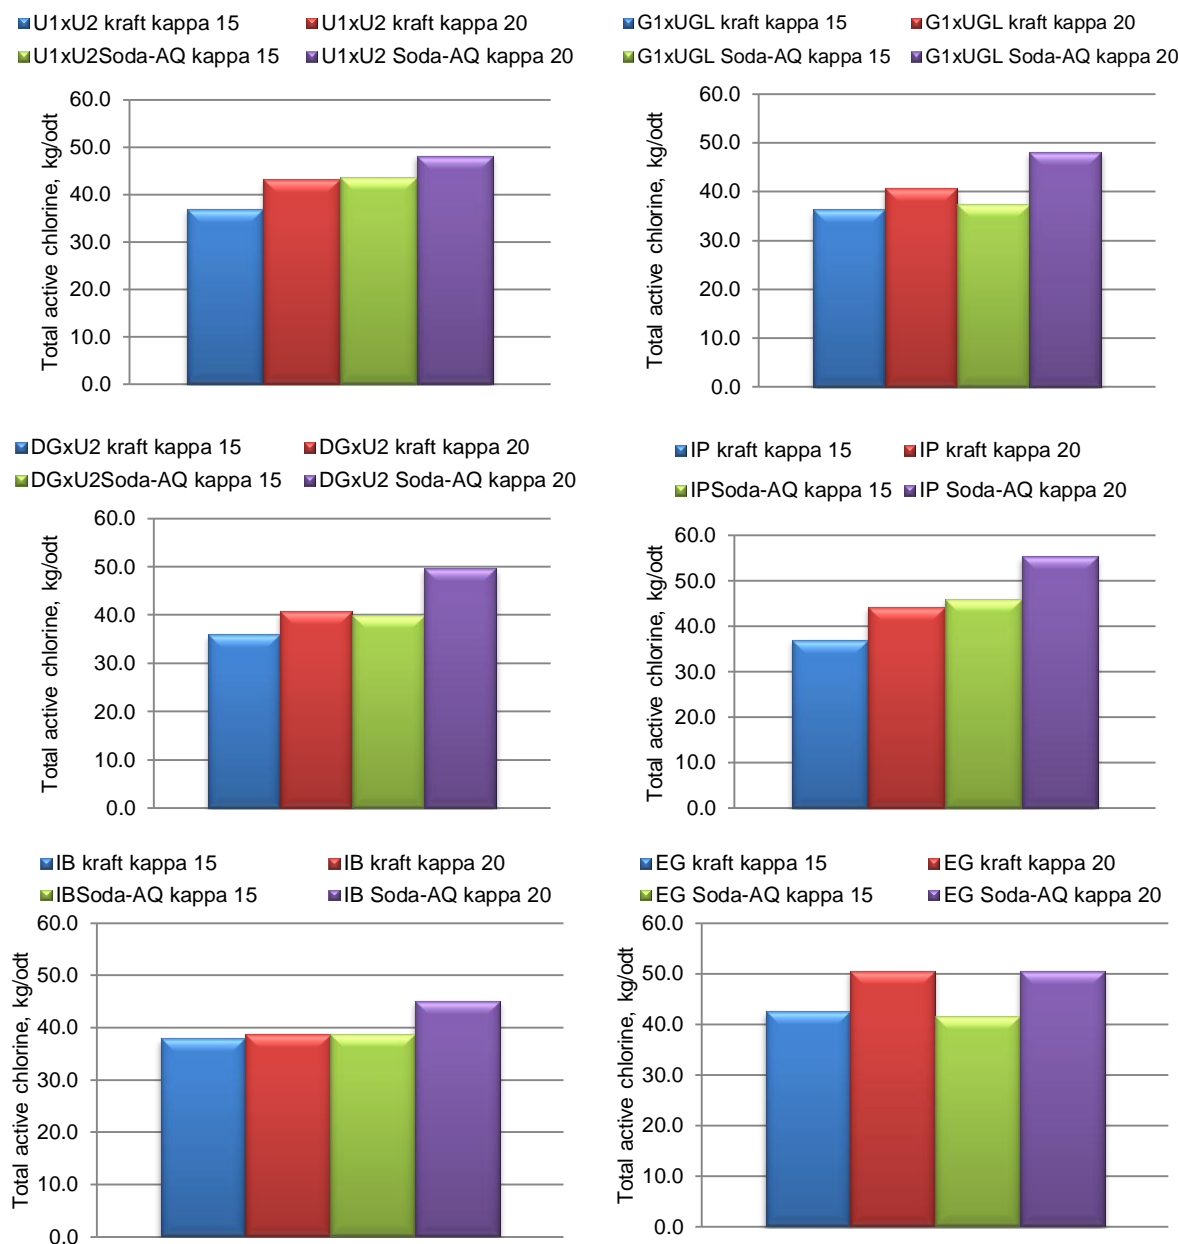 U1xU2 kraft kappa 15 U1xU2 kraft kappa 20
U1xU2Soda-AQ kappa 15 U1xU2 Soda-AQ kappa 20
Total active chlorine, kg/odt
60.0
50.0
40.0
30.0
20.0
10.0
0.0
G1xUGL kraft kappa 15 G1xUGL kraft kappa 20
G1xUGL Soda-AQ kappa 15 G1xUGL Soda-AQ kappa 20
Total active chlorine, kg/odt
60.0
50.0
40.0
30.0
20.0
10.0
0.0
DGxU2 kraft kappa 15 DGxU2 kraft kappa 20
DGxU2Soda-AQ kappa 15 DGxU2 Soda-AQ kappa 20
Total active chlorine, kg/odt
60.0
50.0
40.0
30.0
20.0
10.0
0.0
IP kraft kappa 15 IP kraft kappa 20
IPSoda-AQ kappa 15 IP Soda-AQ kappa 20
Total active chlorine, kg/odt
60.0
50.0
40.0
30.0
20.0
10.0
0.0
IB kraft kappa 15 IB kraft kappa 20
IBSoda-AQ kappa 15 IB Soda-AQ kappa 20
Total active chlorine, kg/odt
60.0
50.0
40.0
30.0
20.0
10.0
0.0
EG kraft kappa 15 EG kraft kappa 20
EG Soda-AQ kappa 15 EG Soda-AQ kappa 20
Total active chlorine, kg/odt
60.0
50.0
40.0
30.0
20.0
10.0
0.0